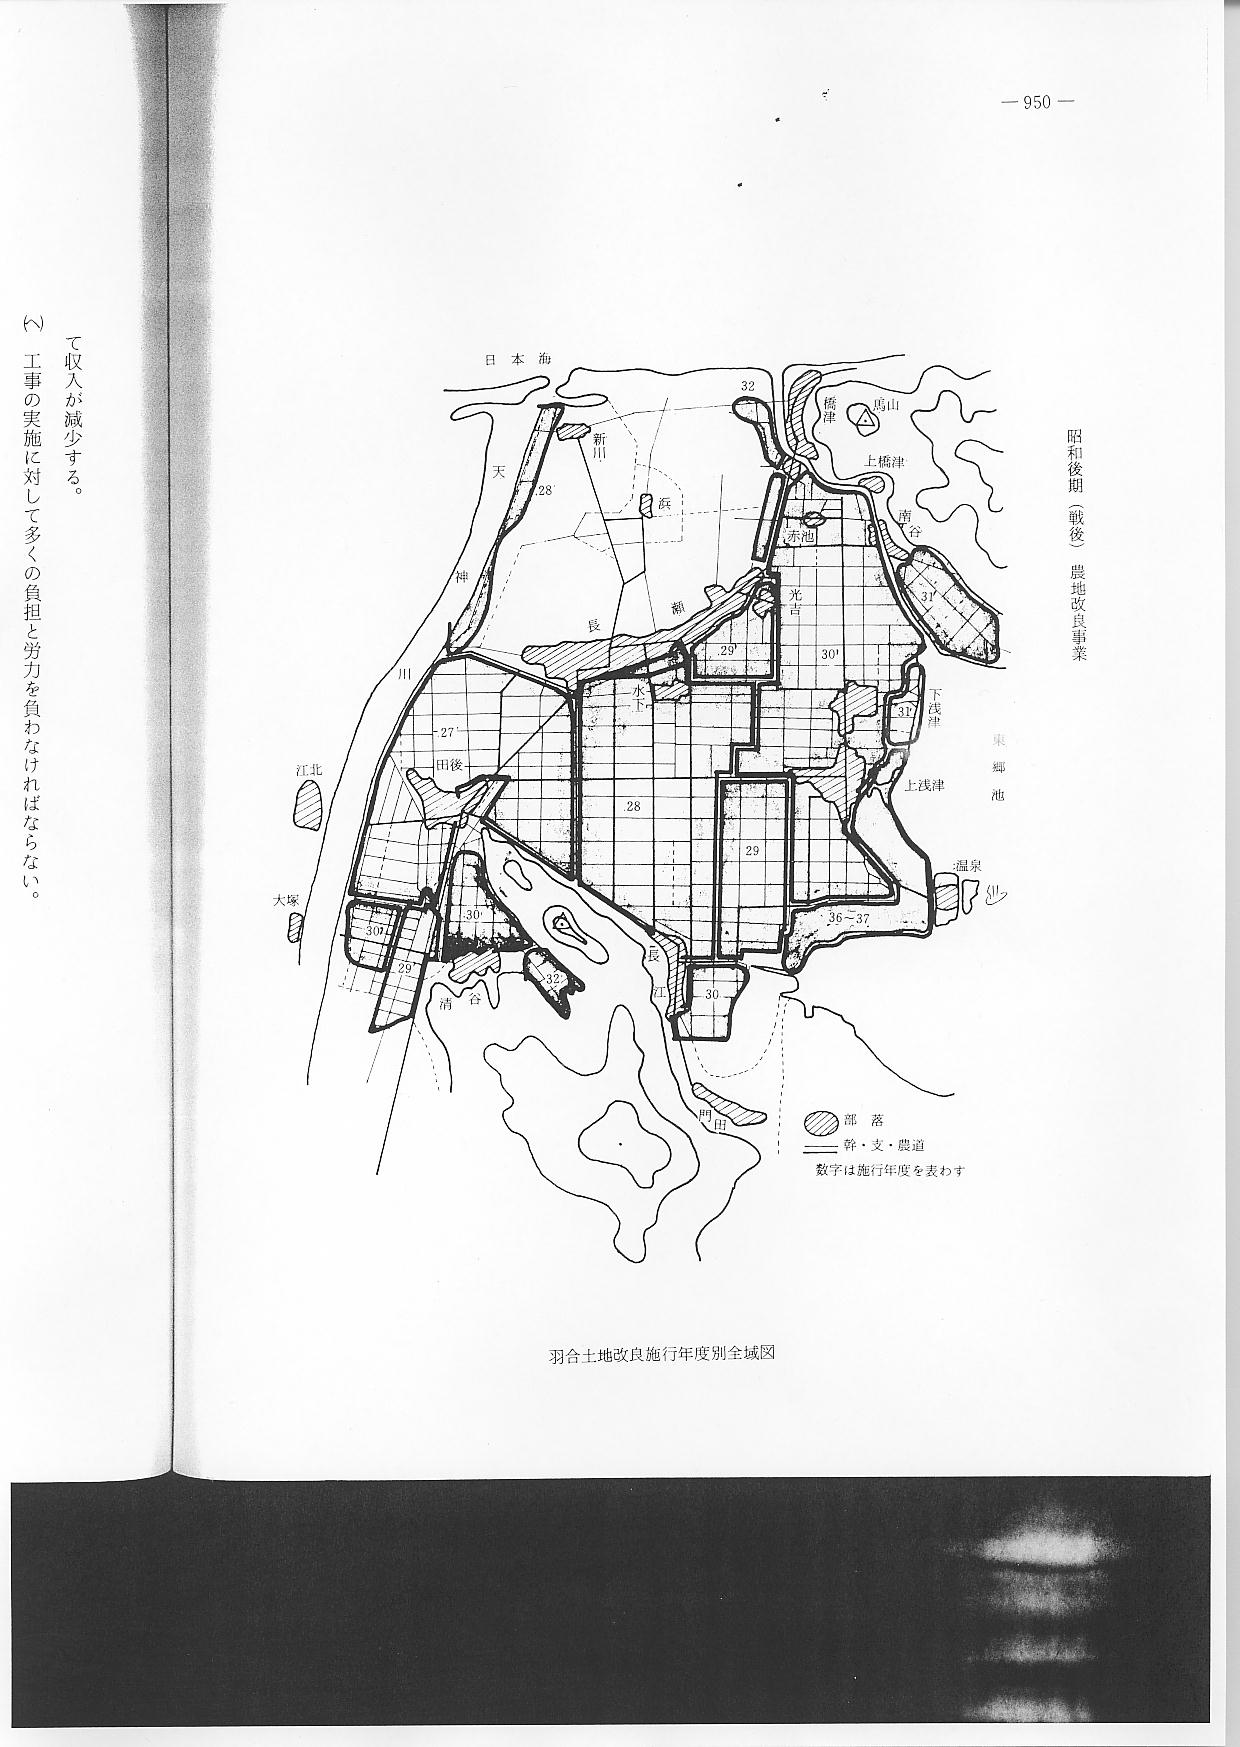 ― 950 ―
昭和後期（戦後） 農地改良事業
日本海
32
橋津
馬山
上橋津
新川
天
28
浜
南谷
赤池
神
31
光吉
瀬
長
29
30
川
水下
下浅津
31
27
東郷池
田後
江北
上浅津
28
29
温泉
大塚
30
36～37
30
29
長江
32
30
清谷
門田
部落
幹・支・農道
数字は施行年度を表わす
羽合土地改良施行年度別全域図
て収入が減少する。
(ヘ) 工事の実施に対して多くの負担と労力を負わなければならない。